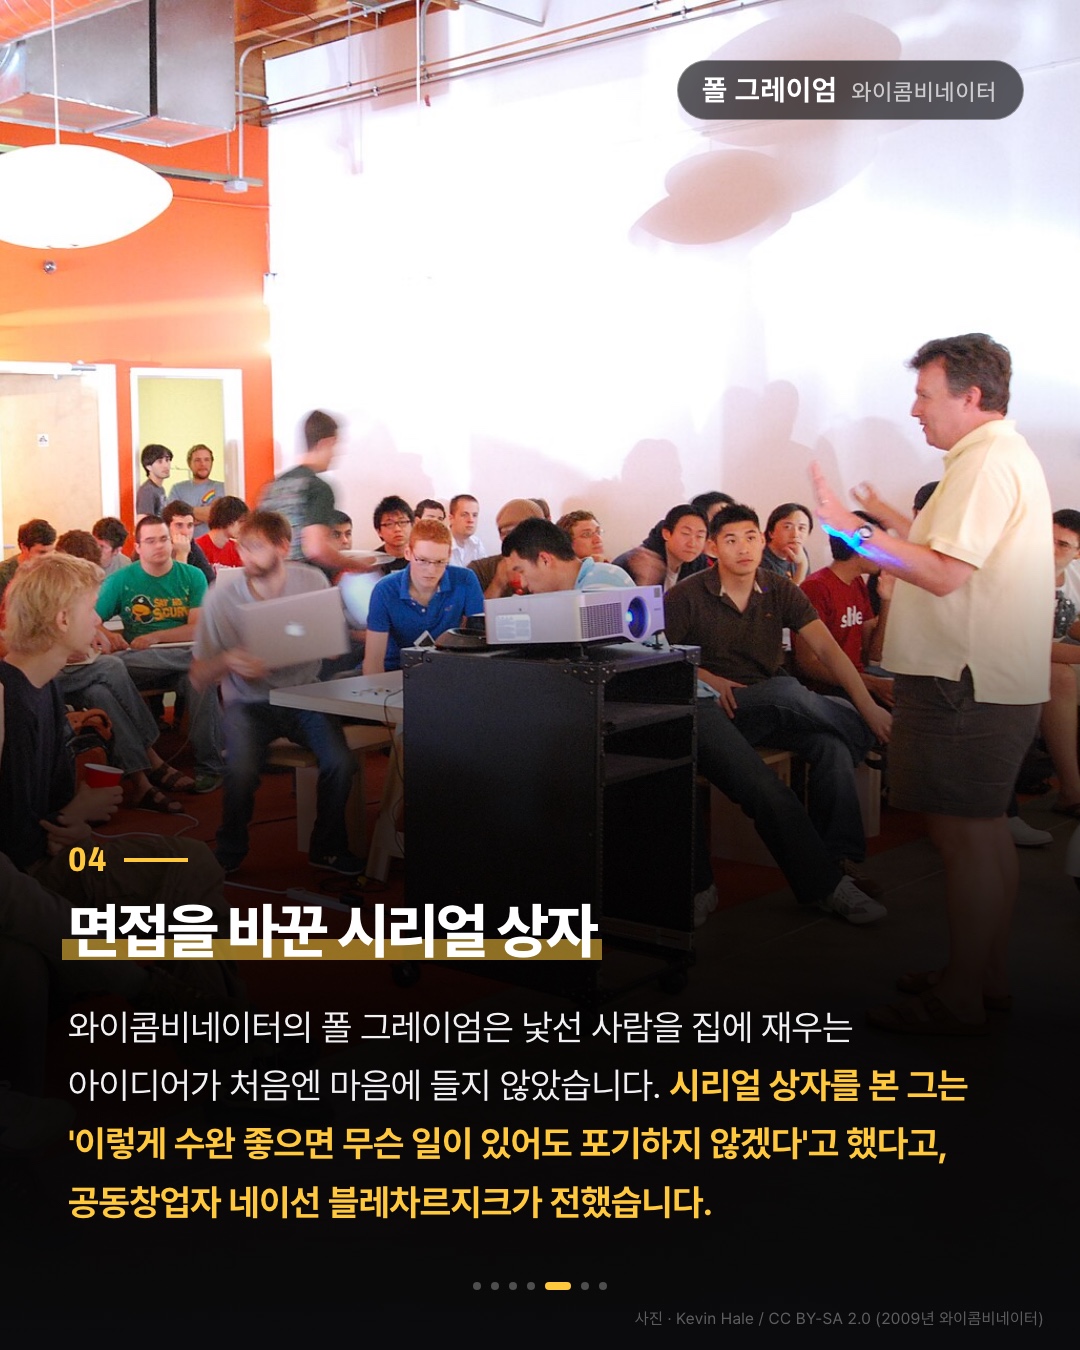 폴 그레이엄 와이콤비네이터
04
면접을 바꾼 시리얼 상자
와이콤비네이터의 폴 그레이엄은 낯선 사람을 집에 재우는
아이디어가 처음엔 마음에 들지 않았습니다. 시리얼 상자를 본 그는
'이렇게 수완 좋으면 무슨 일이 있어도 포기하지 않겠다'고 했다고,
공동창업자 네이선 블레차르지크가 전했습니다.
사진 · Kevin Hale / CC BY-SA 2.0 (2009년 와이콤비네이터)